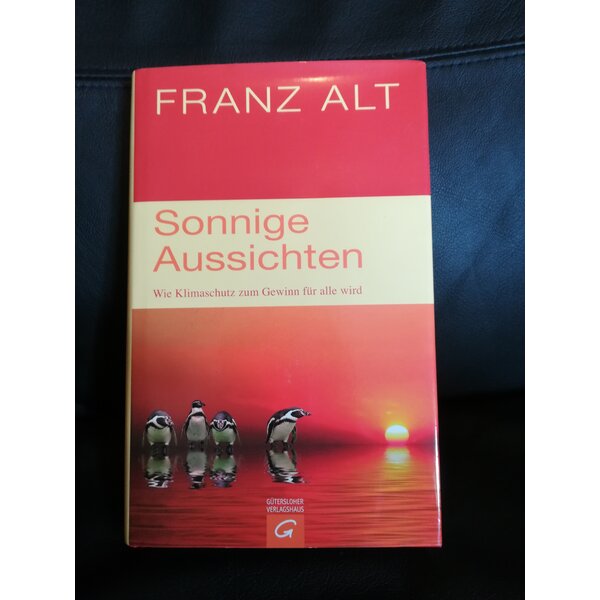 FRANZ ALT
Sonnige
Aussichten
Wie Klimaschutz zum Gewinn für alle wird
GÜTERSLOHER
VERLAGSHAUS